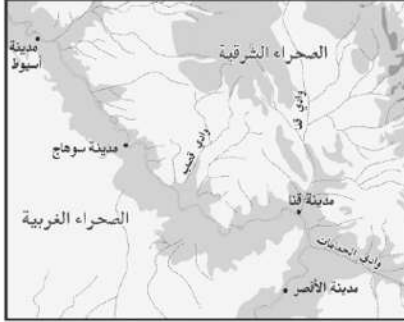 الصحراء الشرقية
مدينة
أسيوط
وادي قنا
وادي قصب
مدينة سوهاج
مدينة قنا
الصحراء الغربية
وادي الحمامات
مدينة الأقصر